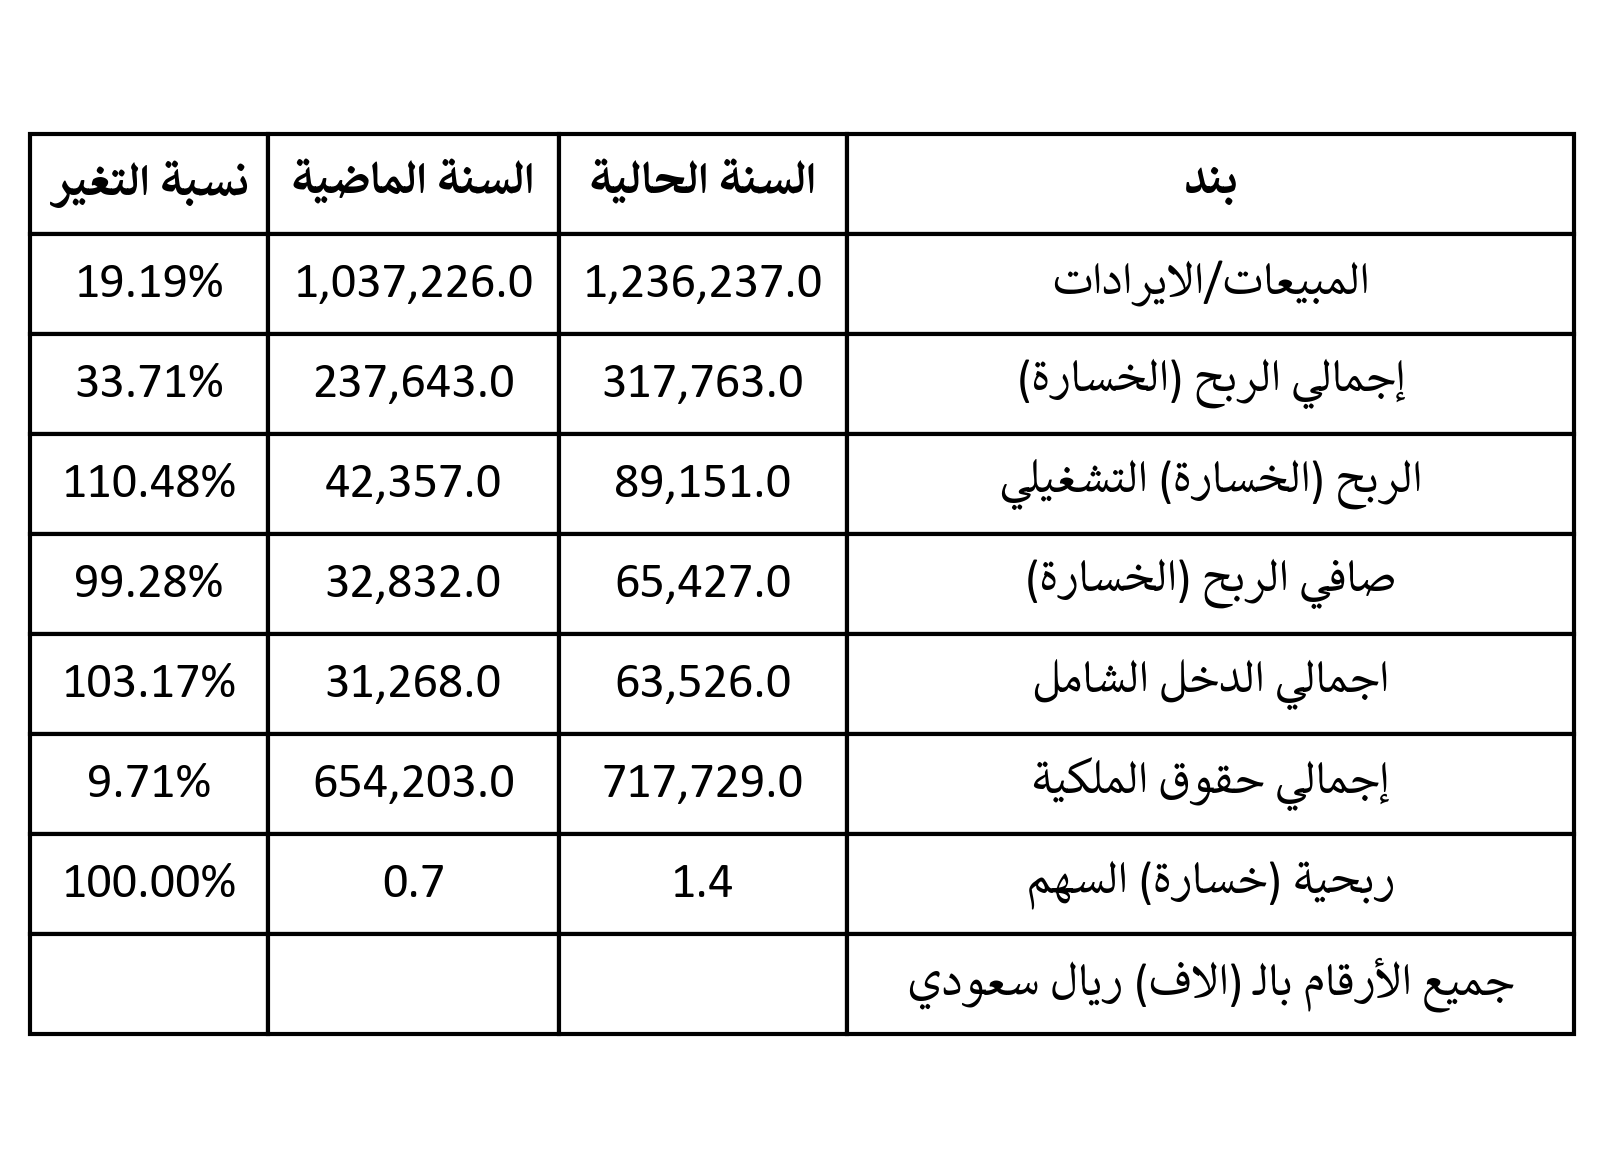 بند السنة الحالية السنة الماضية نسبة التغير
المبيعات/الايرادات 1,236,237.0 1,037,226.0 19.19%
إجمالي الربح (الخسارة) 317,763.0 237,643.0 33.71%
الربح (الخسارة) التشغيلي 89,151.0 42,357.0 110.48%
صافي الربح (الخسارة) 65,427.0 32,832.0 99.28%
اجمالي الدخل الشامل 63,526.0 31,268.0 103.17%
إجمالي حقوق الملكية 717,729.0 654,203.0 9.71%
ربحية (خسارة) السهم 1.4 0.7 100.00%
جميع الأرقام بالـ (الاف) ريال سعودي